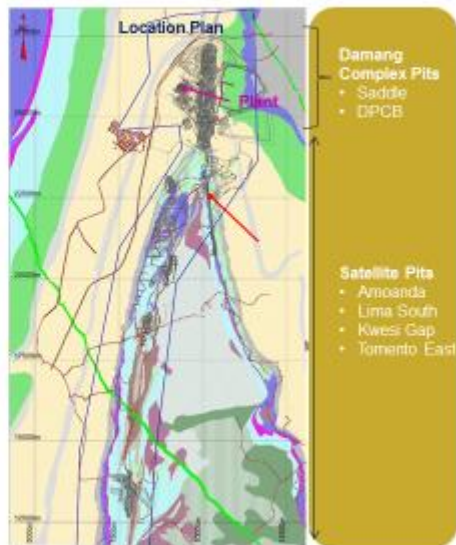 Location Plan
Plant
Damang
Complex Pits
• Saddle
• DPCB
Satellite Pits
• Amoanda
• Lima South
• Kwesi Gap
• Tomento East